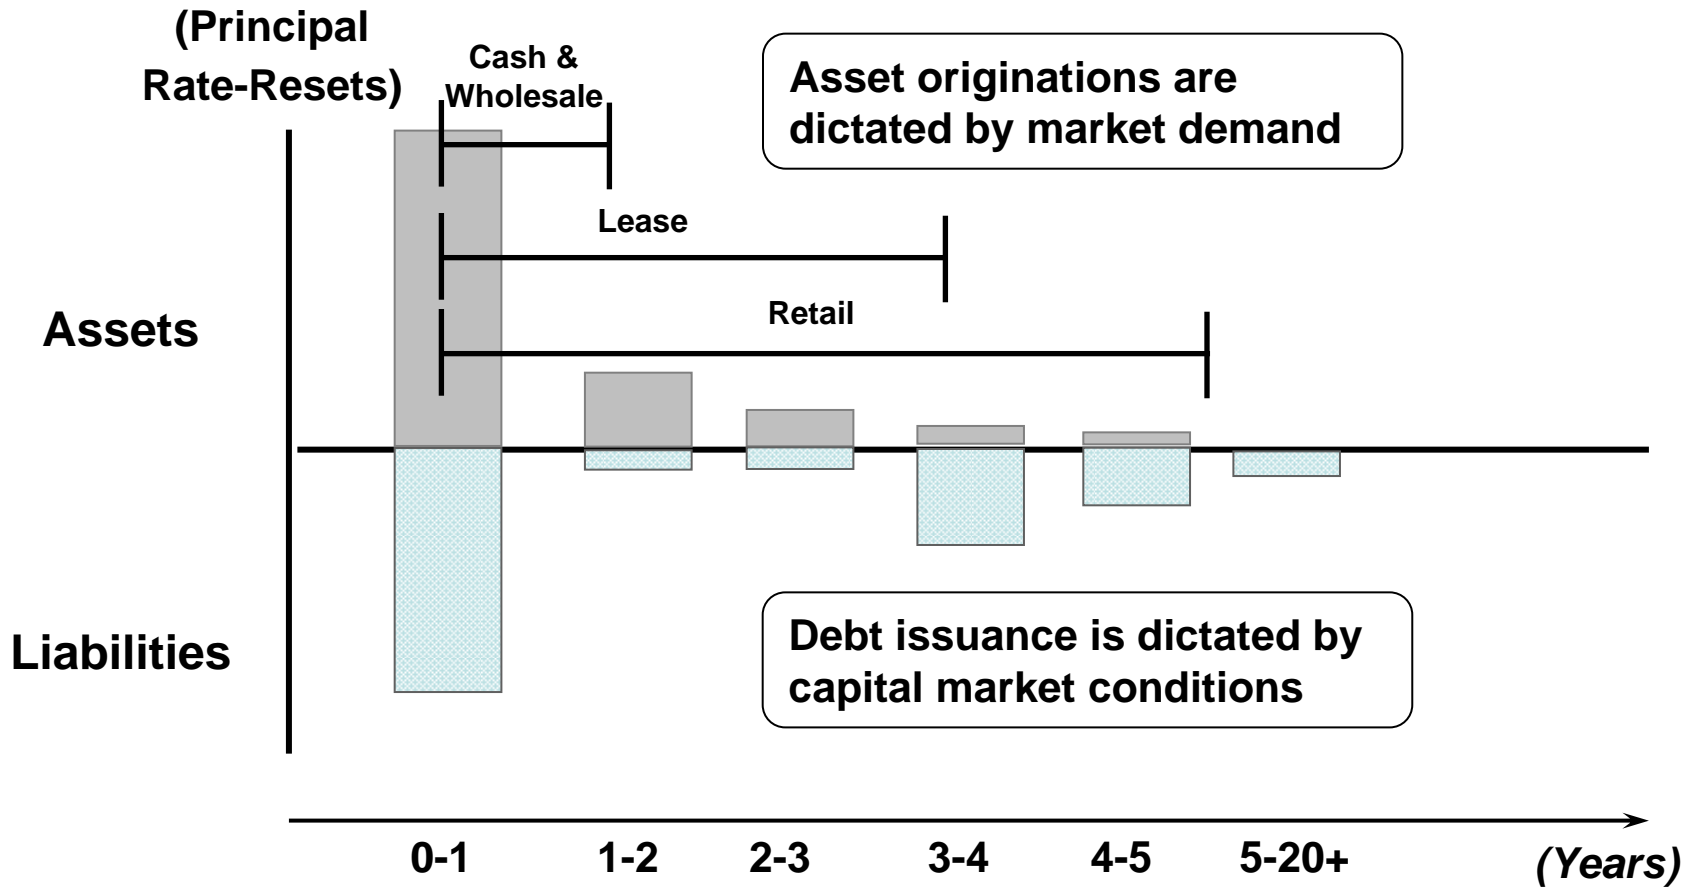 (Principal
Rate-Resets)
Cash &
Wholesale
Asset originations are
dictated by market demand
Lease
Retail
Assets
Liabilities
Debt issuance is dictated by
capital market conditions
0-1 1-2 2-3 3-4 4-5 5-20+ (Years)